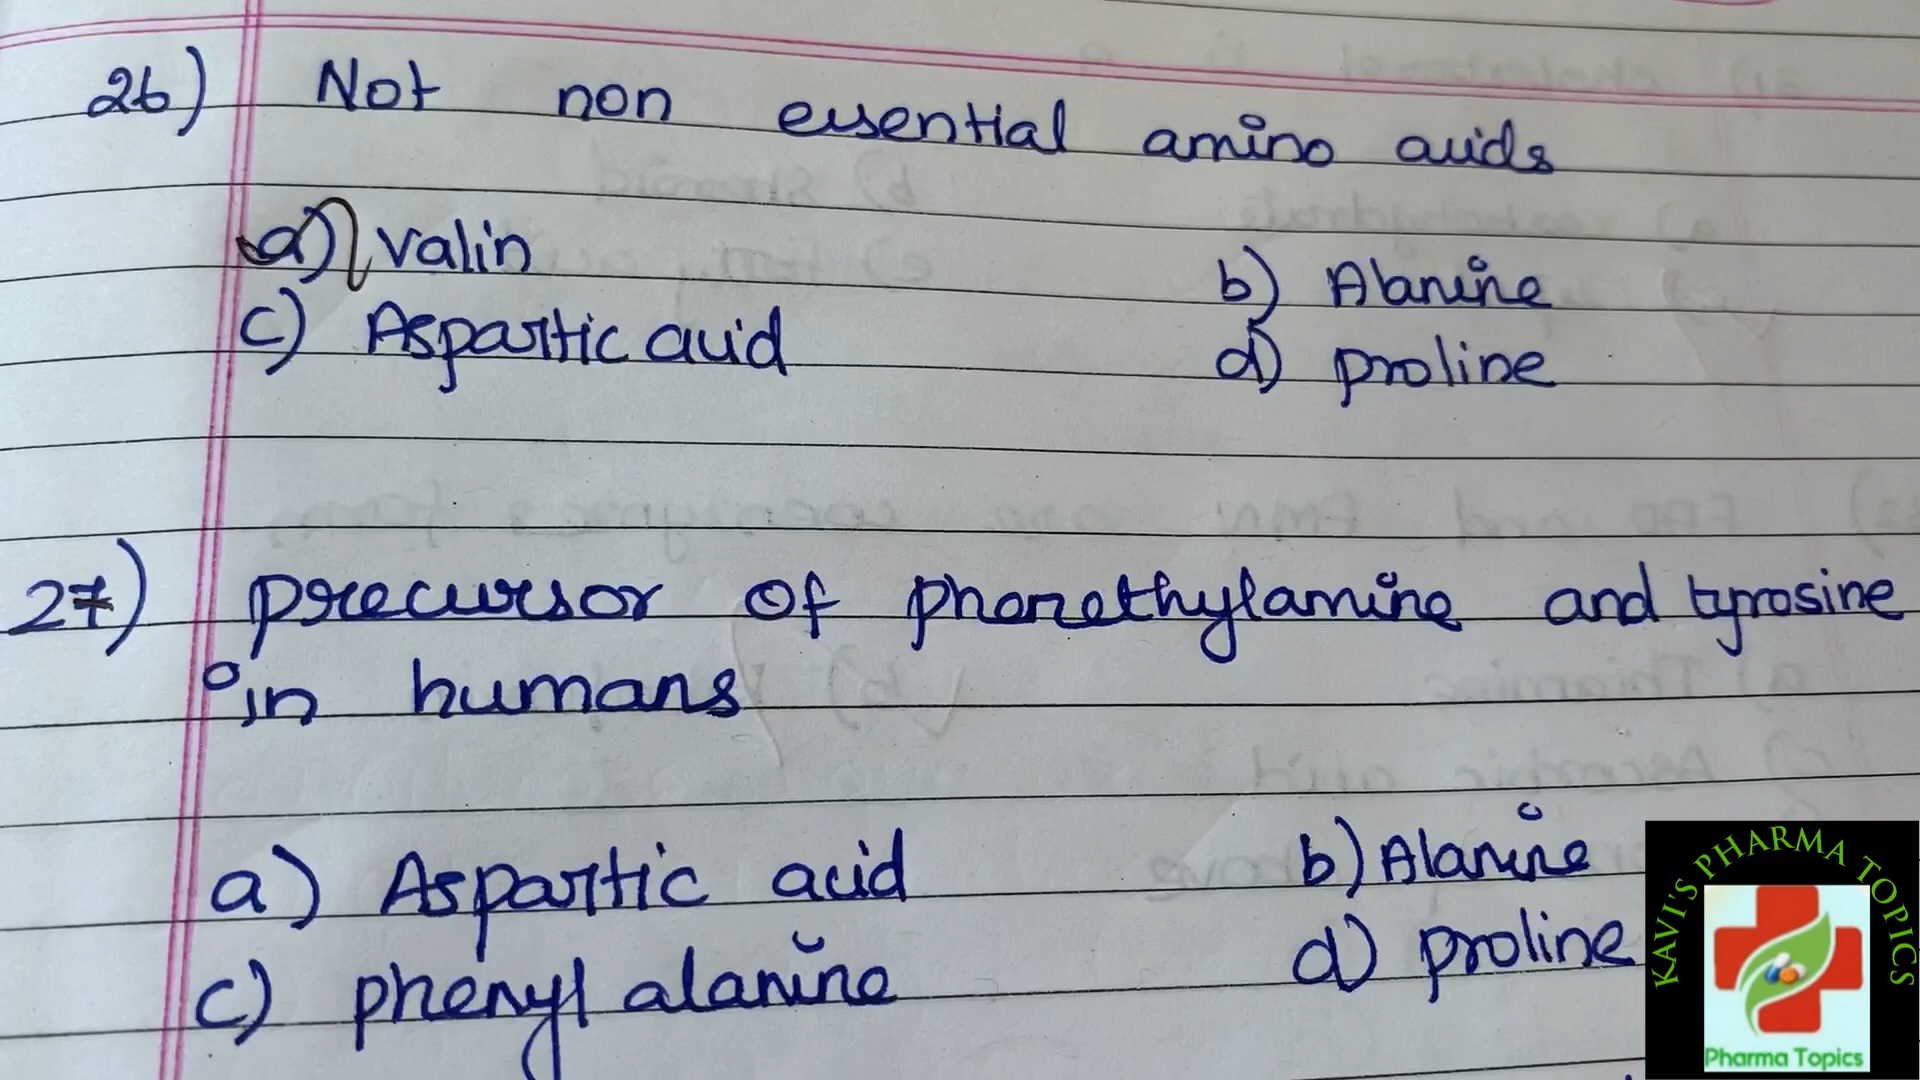 26) Not non essential amino acids
a) valin
b) Alanine
c) Aspartic acid
d) proline
27) precursor of phenethylamine and tyrosine
in humans
a) Aspartic acid
b) Alanine
c) phenyl alanine
d) proline
KAVI'S PHARMA TOPICS
Pharma Topics